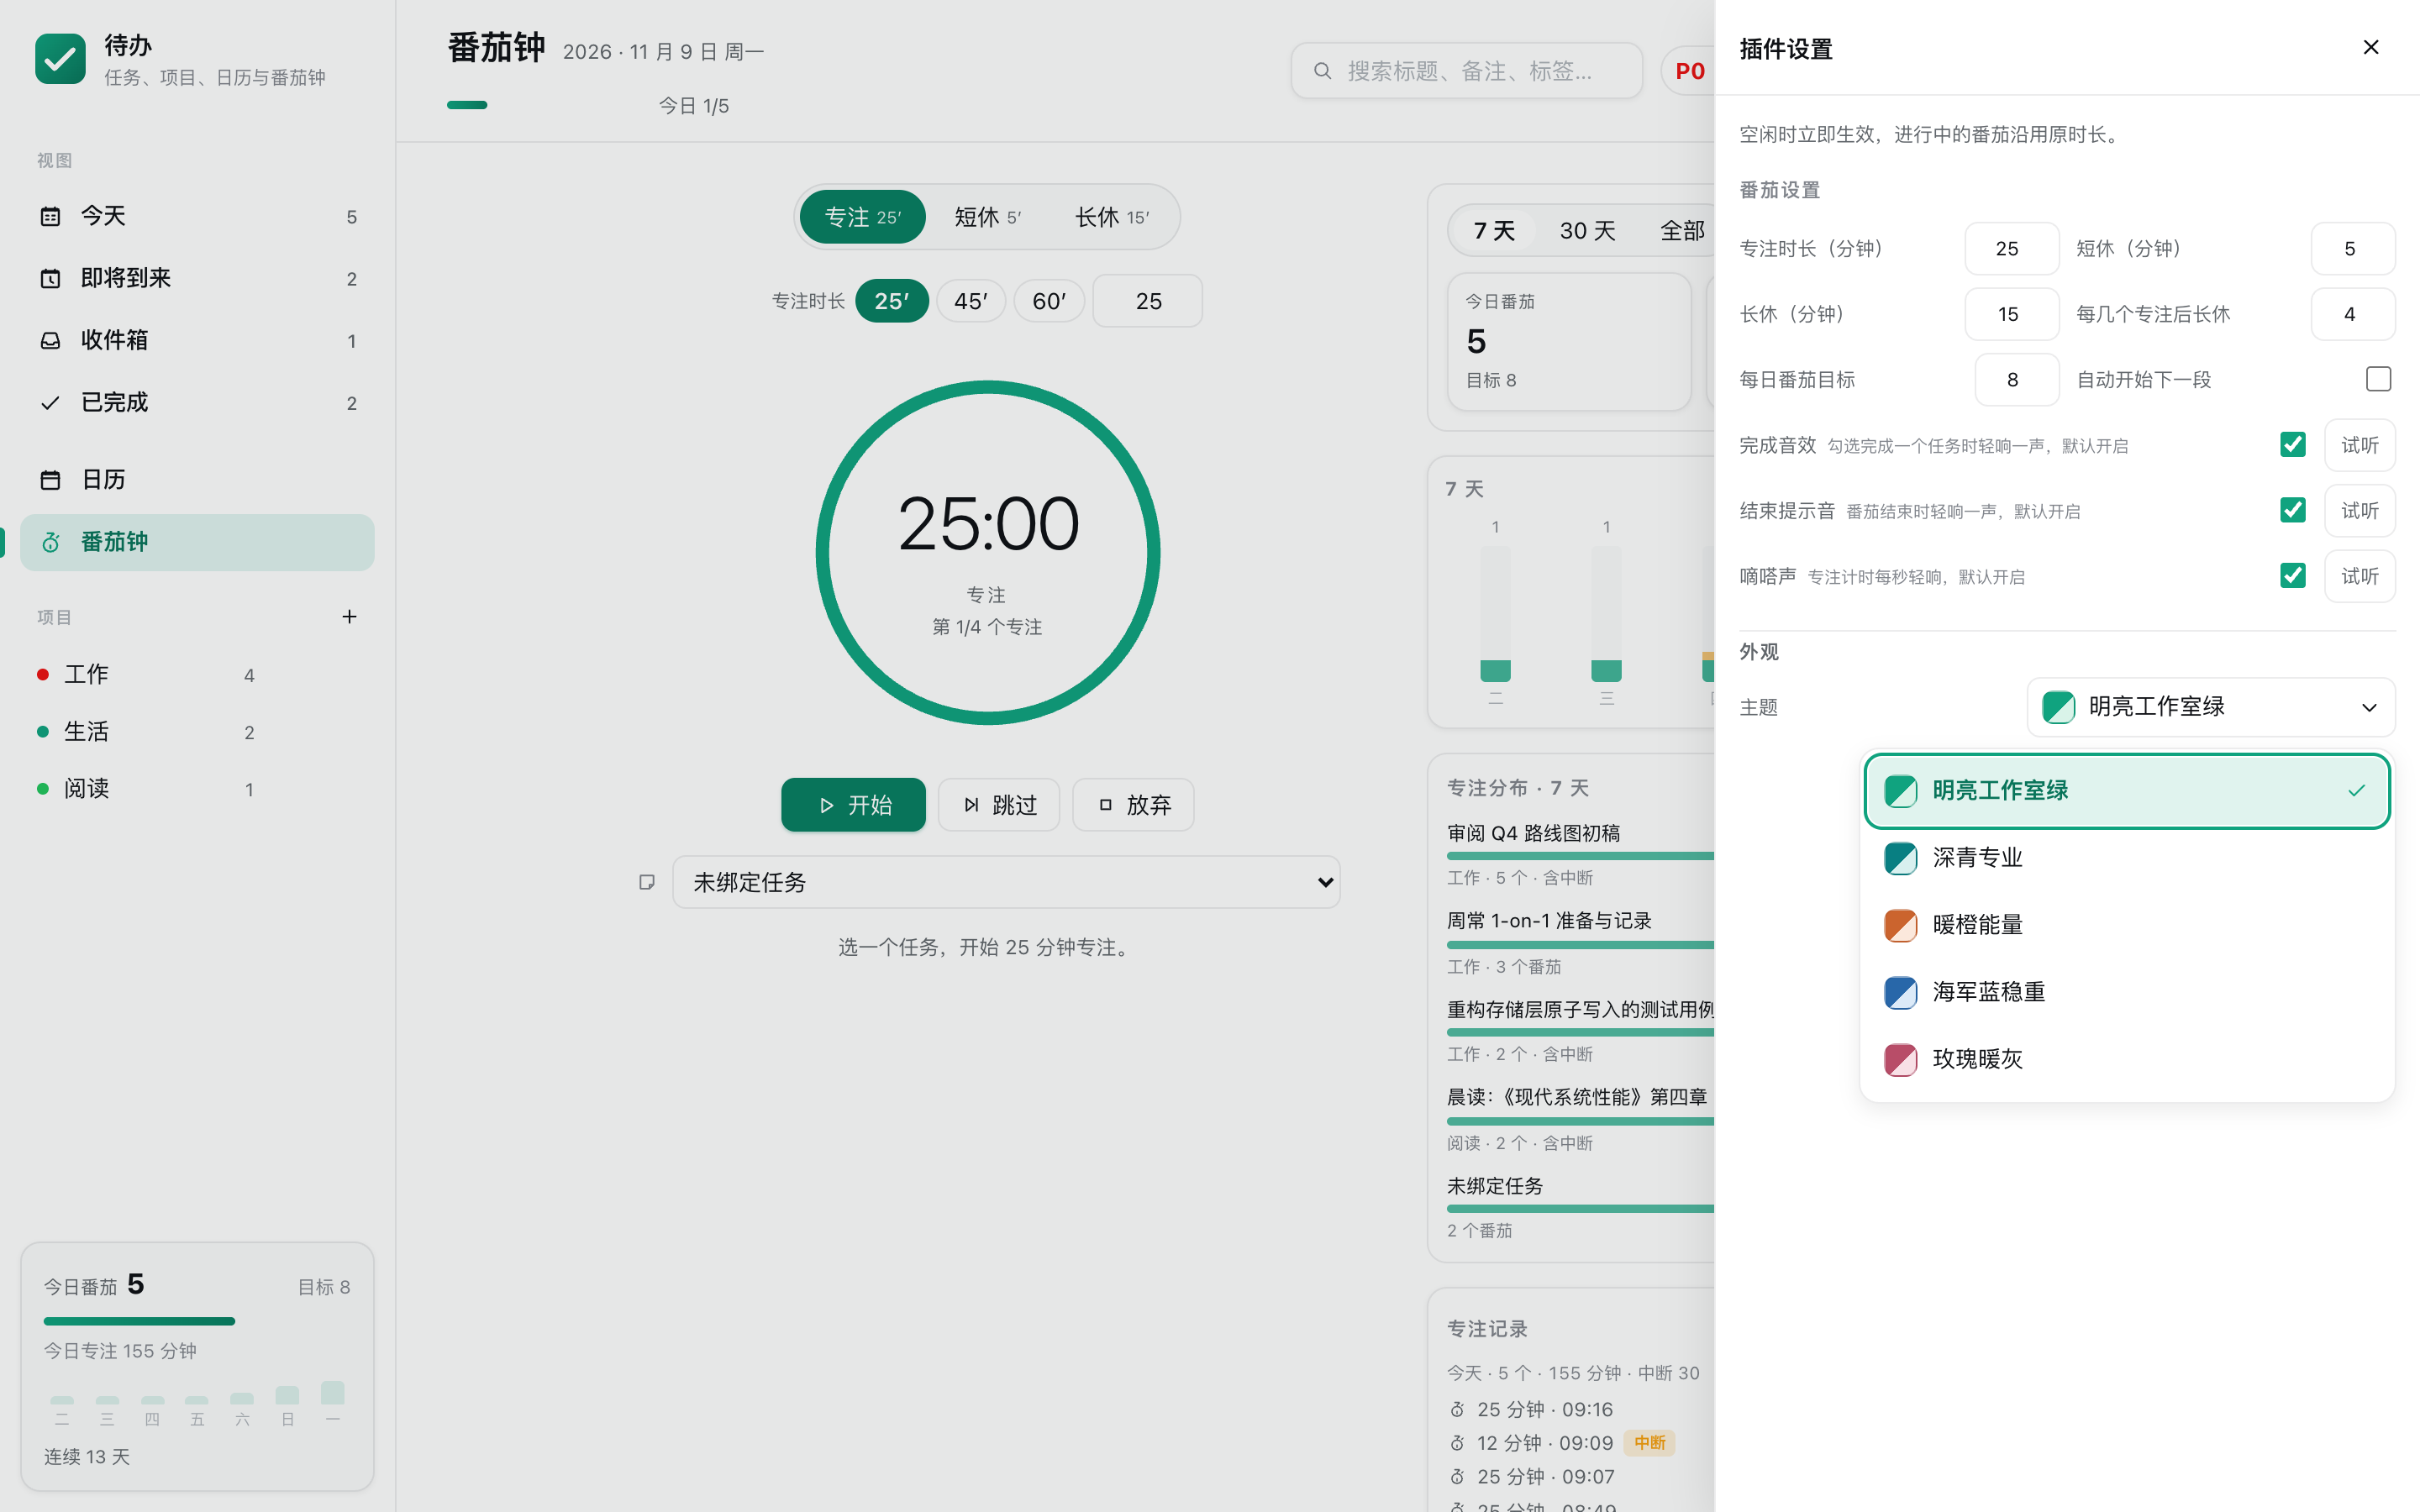 待办
任务、项目、日历与番茄钟
视图
今天 5
即将到来 2
收件箱 1
已完成 2
日历
番茄钟
项目
工作 4
生活 2
阅读 1
今日番茄 5 目标 8
今日专注 155 分钟
二 三 四 五 六 日 一
连续 13 天
番茄钟 2026 · 11 月 9 日 周一
今日 1/5
搜索标题、备注、标签...
P0
专注 25′ 短休 5′ 长休 15′
专注时长 25′ 45′ 60′ 25
25:00
专注
第 1/4 个专注
开始 跳过 放弃
未绑定任务
选一个任务，开始 25 分钟专注。
7 天 30 天 全部
今日番茄
5
目标 8
7 天
1 1
二 三
专注分布 · 7 天
审阅 Q4 路线图初稿
工作 · 5 个 · 含中断
周常 1-on-1 准备与记录
工作 · 3 个番茄
重构存储层原子写入的测试用例
工作 · 2 个 · 含中断
晨读：《现代系统性能》第四章
阅读 · 2 个 · 含中断
未绑定任务
2 个番茄
专注记录
今天 · 5 个 · 155 分钟 · 中断 30
25 分钟 · 09:16
12 分钟 · 09:09 中断
25 分钟 · 09:07
25 分钟 · 08:49
插件设置
空闲时立即生效，进行中的番茄沿用原时长。
番茄设置
专注时长（分钟） 25 短休（分钟） 5
长休（分钟） 15 每几个专注后长休 4
每日番茄目标 8 自动开始下一段
完成音效 勾选完成一个任务时轻响一声，默认开启 试听
结束提示音 番茄结束时轻响一声，默认开启 试听
嘀嗒声 专注计时每秒轻响，默认开启 试听
外观
主题 明亮工作室绿
明亮工作室绿
深青专业
暖橙能量
海军蓝稳重
玫瑰暖灰